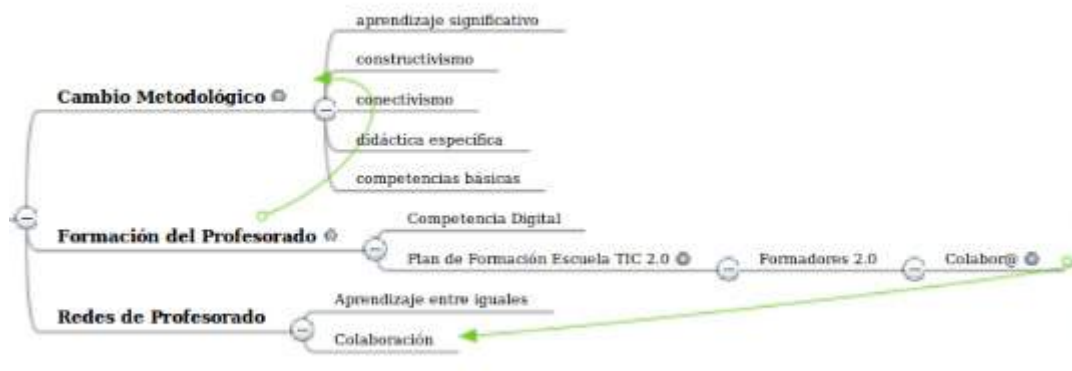 aprendizaje significativo
constructivismo
Cambio Metodológico
conectivismo
didáctica específica
competencias básicas
Competencia Digital
Formación del Profesorado
Plan de Formación Escuela TIC 2.0
Formadores 2.0
Colabor@
Aprendizaje entre iguales
Redes de Profesorado
Colaboración